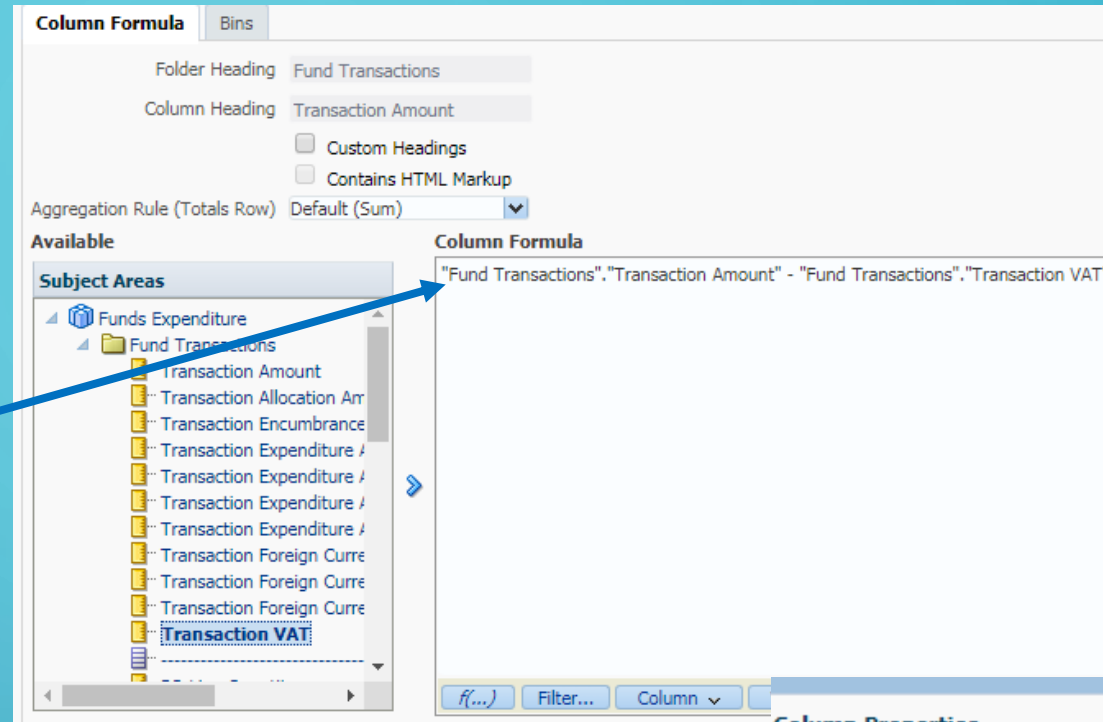 Column Formula Bins
Folder Heading Fund Transactions
Column Heading Transaction Amount
Custom Headings
Contains HTML Markup
Aggregation Rule (Totals Row) Default (Sum)
Available
Subject Areas
Funds Expenditure
Fund Transactions
Transaction Amount
Transaction Allocation Am
Transaction Encumbrance
Transaction Expenditure A
Transaction Expenditure A
Transaction Expenditure A
Transaction Expenditure A
Transaction Foreign Curre
Transaction Foreign Curre
Transaction Foreign Curre
Transaction VAT
----------------------------
Column Formula
"Fund Transactions"."Transaction Amount" - "Fund Transactions"."Transaction VAT
f(...) Filter... Column
Column Properties